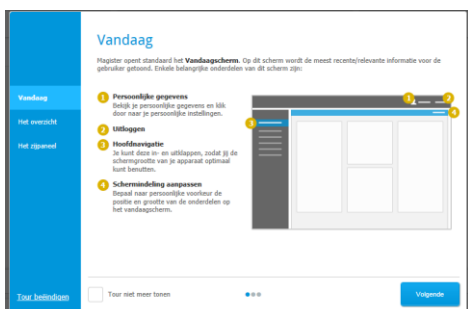 Vandaag
Magister opent standaard het Vandaagscherm. Op dit scherm wordt de meest recente/relevante informatie voor de
gebruiker getoond. Enkele belangrijke onderdelen van dit scherm zijn:
Vandaag
Het overzicht
Het zijpaneel
1 Persoonlijke gegevens
Bekijk je persoonlijke gegevens en klik
door naar je persoonlijke instellingen.
2 Uitloggen
3 Hoofdnavigatie
Je kunt deze in- en uitklappen, zodat jij de
schermgrootte van je apparaat optimaal
kunt benutten.
4 Schermindeling aanpassen
Bepaal naar persoonlijke voorkeur de
positie en grootte van de onderdelen op
het vandaagscherm.
1 2
3 4
Tour beëindigen
Tour niet meer tonen
Volgende